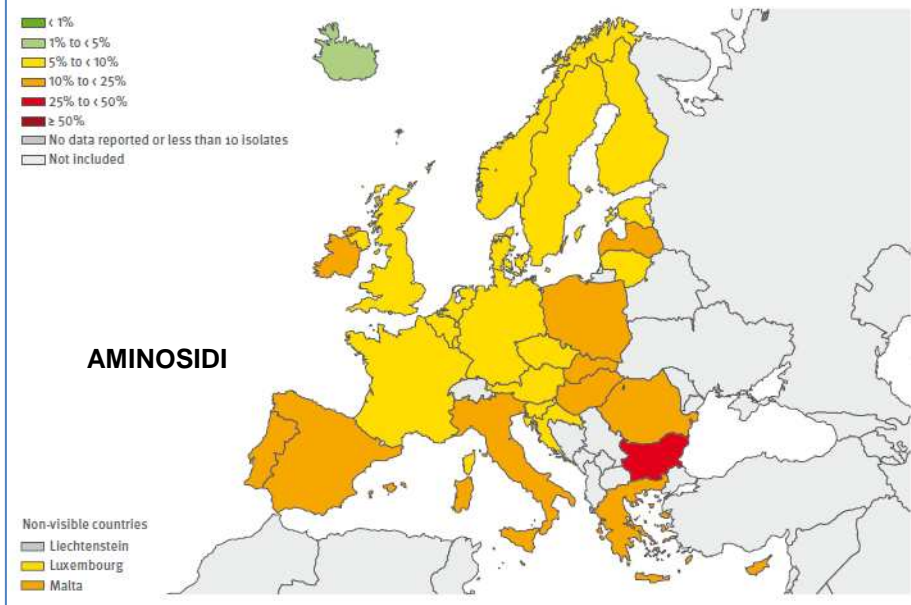 < 1%
1% to < 5%
5% to < 10%
10% to < 25%
25% to < 50%
≥ 50%
No data reported or less than 10 isolates
Not included
AMINOSIDI
Non-visible countries
Liechtenstein
Luxembourg
Malta